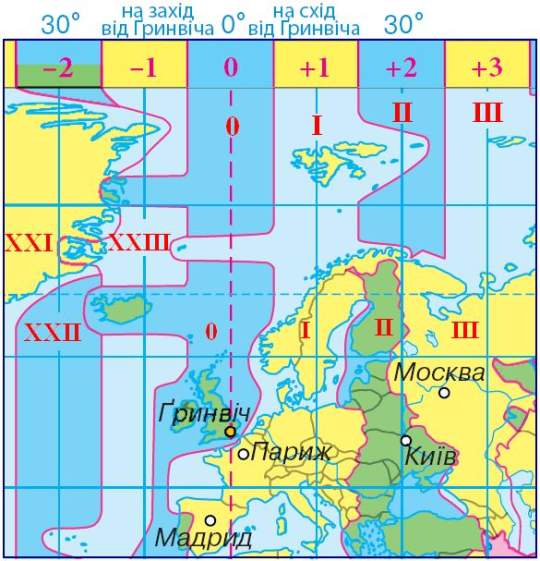 на захід на схід
30° від Гринвіча 0° від Гринвіча 30°
−2 −1 0 +1 +2 +3
0 I II III
XXI XXIII
XXII 0 I II III
Москва
Ґринвіч
Париж Київ
Мадрид